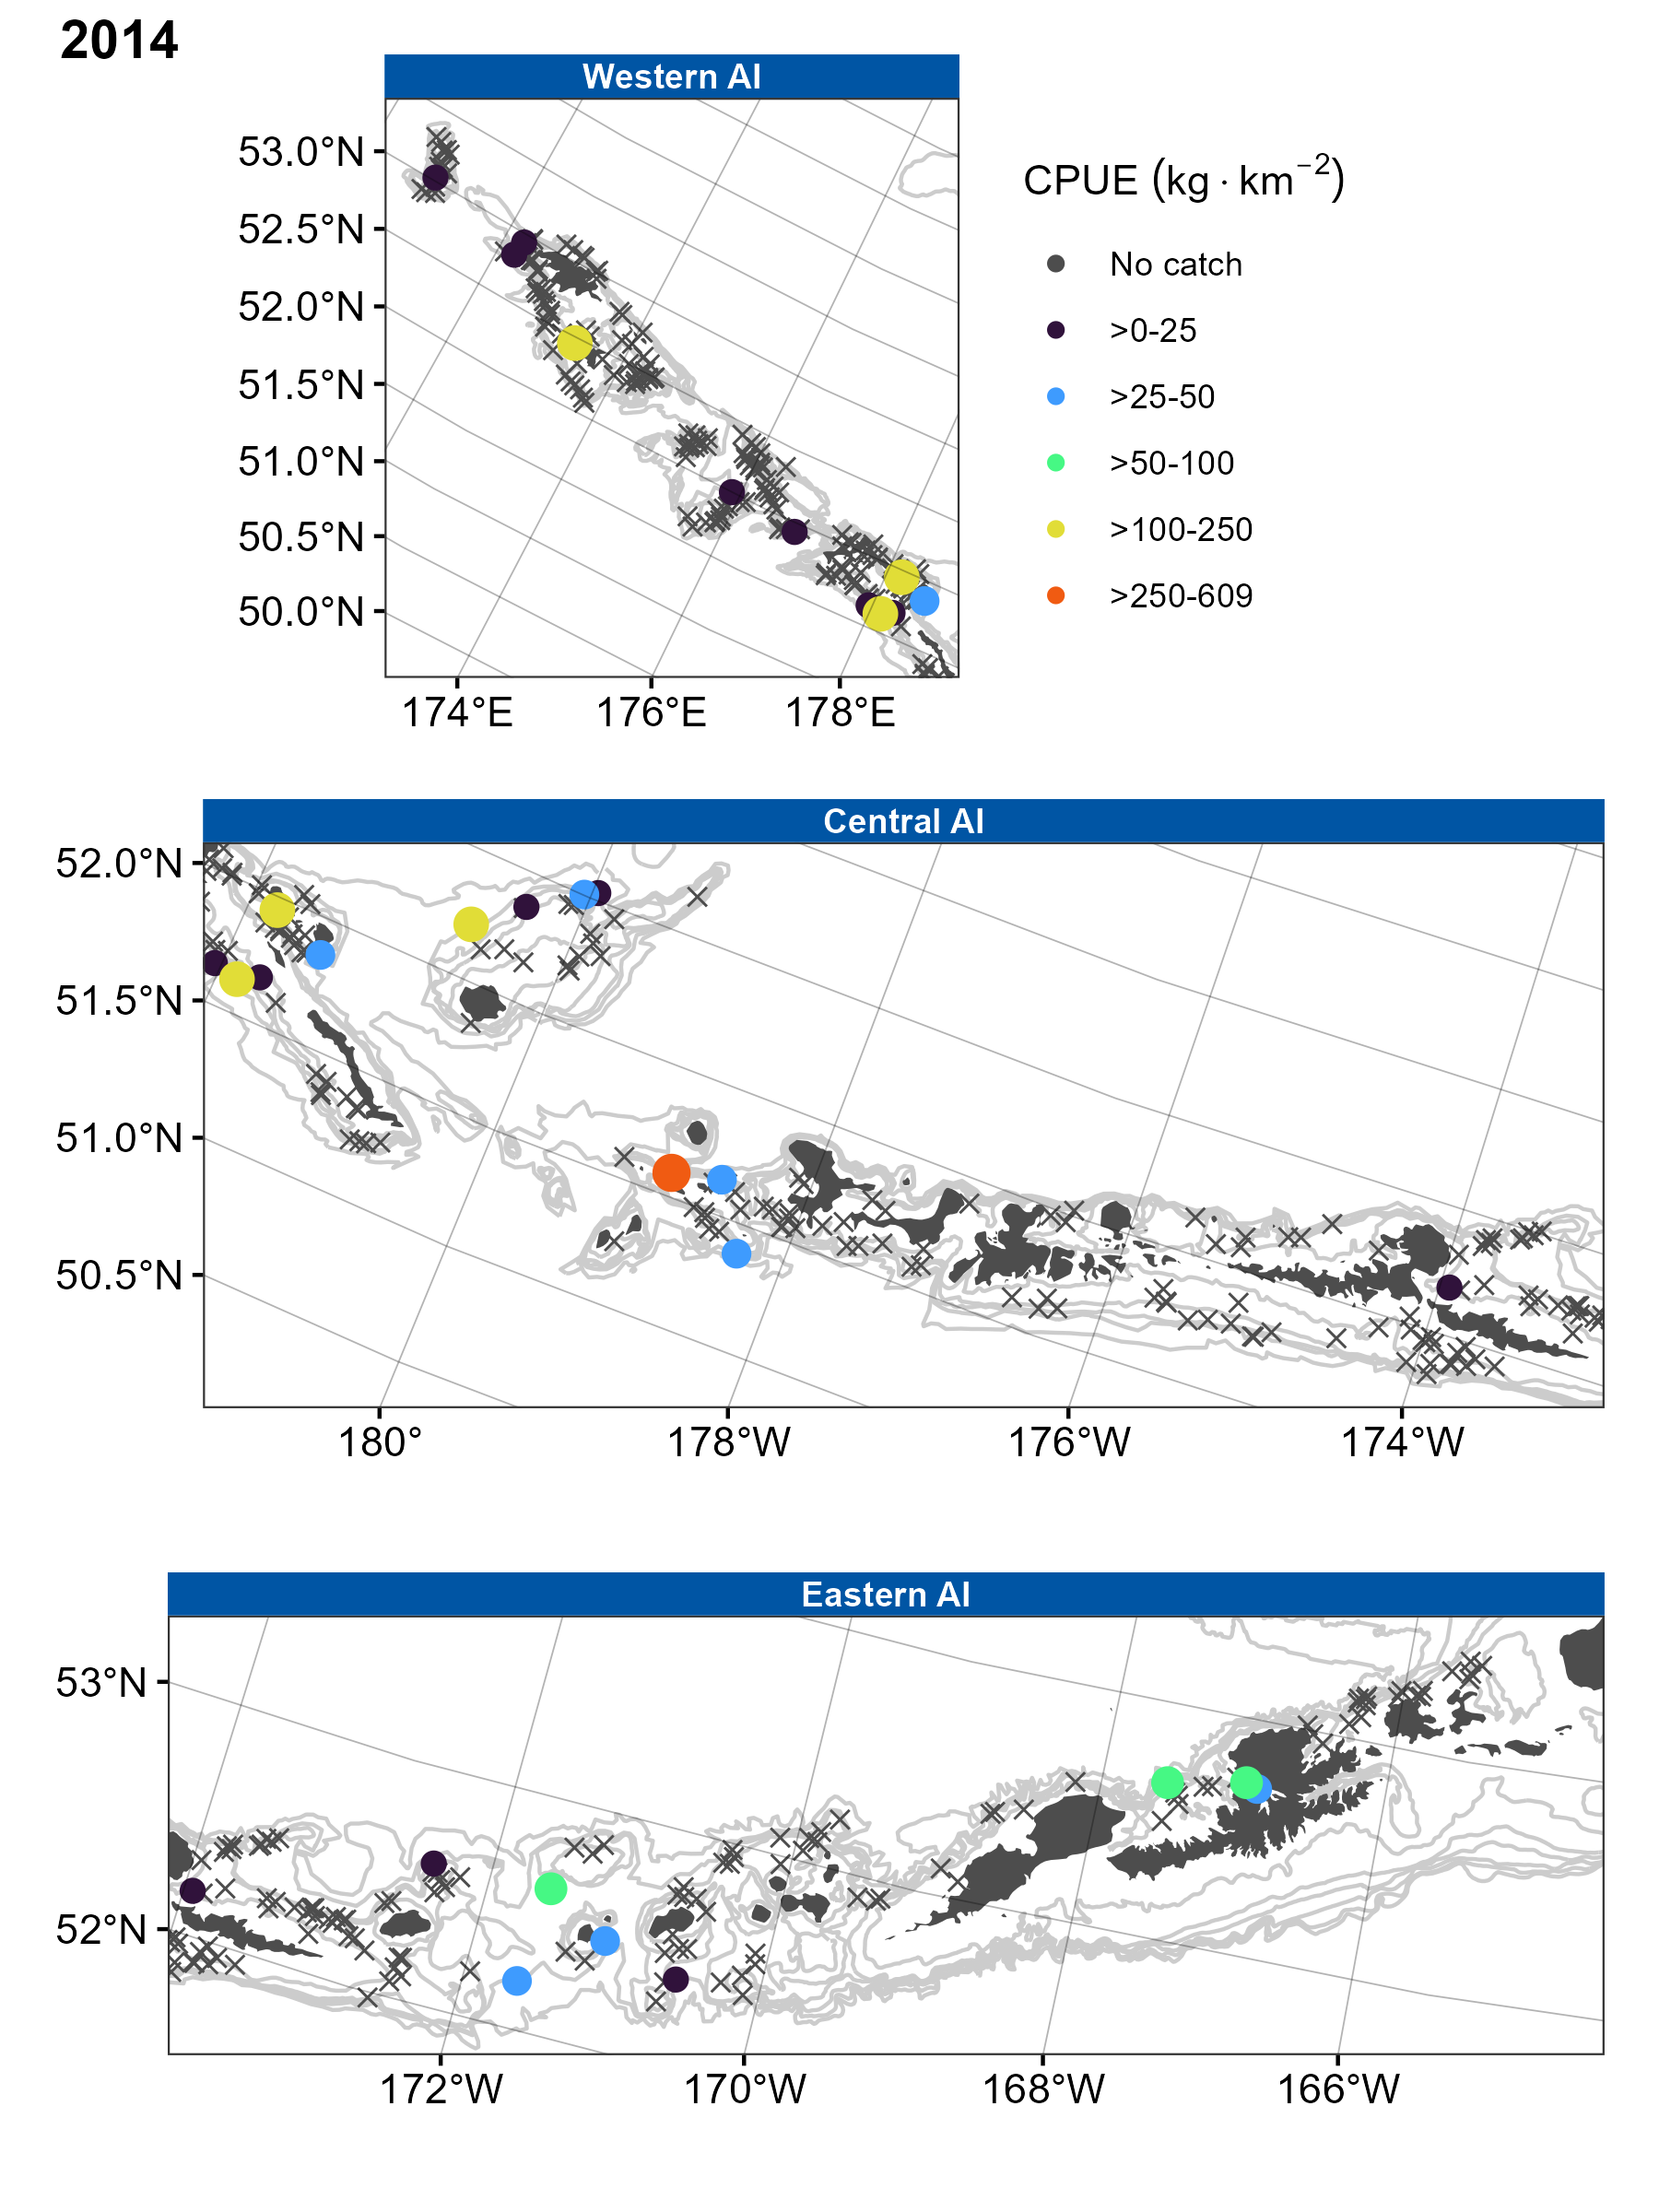 2014
Western AI
53.0°N
52.5°N
52.0°N
51.5°N
51.0°N
50.5°N
50.0°N
174°E 176°E 178°E
CPUE (kg · km⁻²)
No catch
>0-25
>25-50
>50-100
>100-250
>250-609
Central AI
52.0°N
51.5°N
51.0°N
50.5°N
180° 178°W 176°W 174°W
Eastern AI
53°N
52°N
172°W 170°W 168°W 166°W